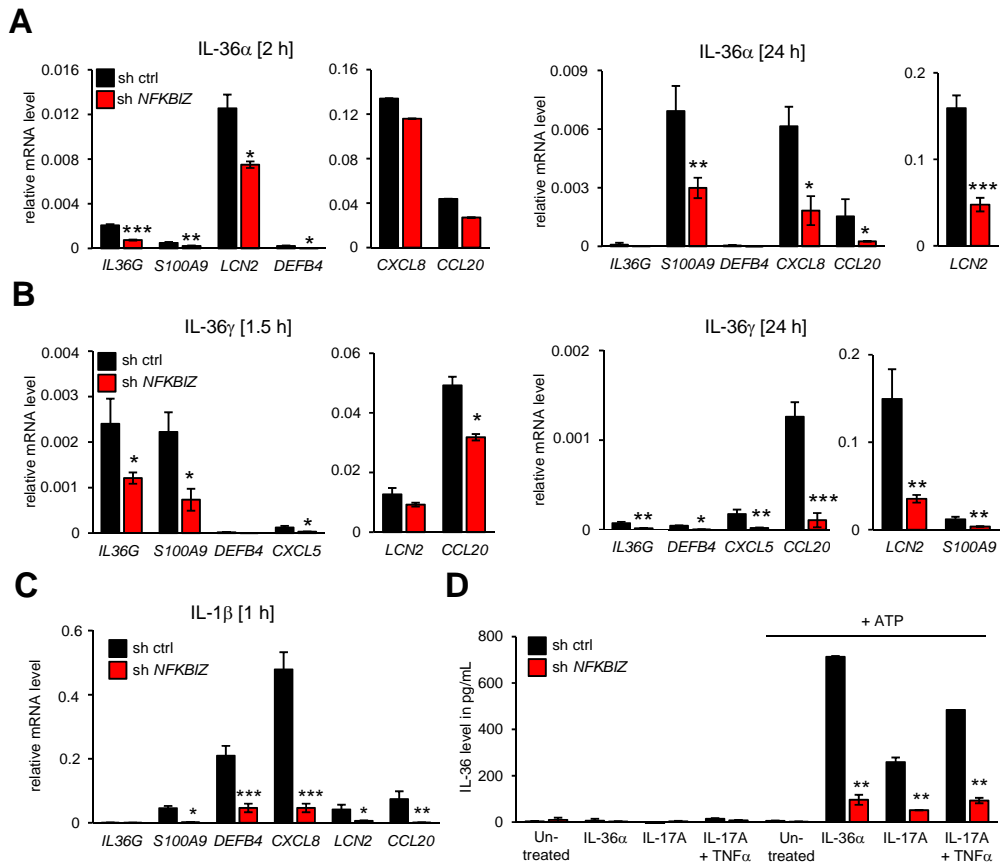 A
IL-36α [2 h]
relative mRNA level
0.016
0.012
0.008
0.004
0
sh ctrl
sh NFKBIZ
***
**
*
*
IL36G S100A9 LCN2 DEFB4
0.16
0.12
0.08
0.04
0
CXCL8 CCL20
IL-36α [24 h]
relative mRNA level
0.009
0.006
0.003
0
**
*
*
IL36G S100A9 DEFB4 CXCL8 CCL20
0.2
0.1
0
***
LCN2
B
IL-36γ [1.5 h]
relative mRNA level
0.004
0.003
0.002
0.001
0
sh ctrl
sh NFKBIZ
*
*
*
IL36G S100A9 DEFB4 CXCL5
0.06
0.04
0.02
0
*
LCN2 CCL20
IL-36γ [24 h]
relative mRNA level
0.002
0.001
0
**
*
**
***
IL36G DEFB4 CXCL5 CCL20
0.2
0.1
0
**
**
LCN2 S100A9
C
IL-1β [1 h]
relative mRNA level
0.6
0.4
0.2
0
sh ctrl
sh NFKBIZ
*
***
***
*
**
IL36G S100A9 DEFB4 CXCL8 LCN2 CCL20
D
+ ATP
IL-36 level in pg/mL
800
600
400
200
0
sh ctrl
sh NFKBIZ
**
**
**
Un- IL-36α IL-17A IL-17A Un- IL-36α IL-17A IL-17A
treated + TNFα treated + TNFα